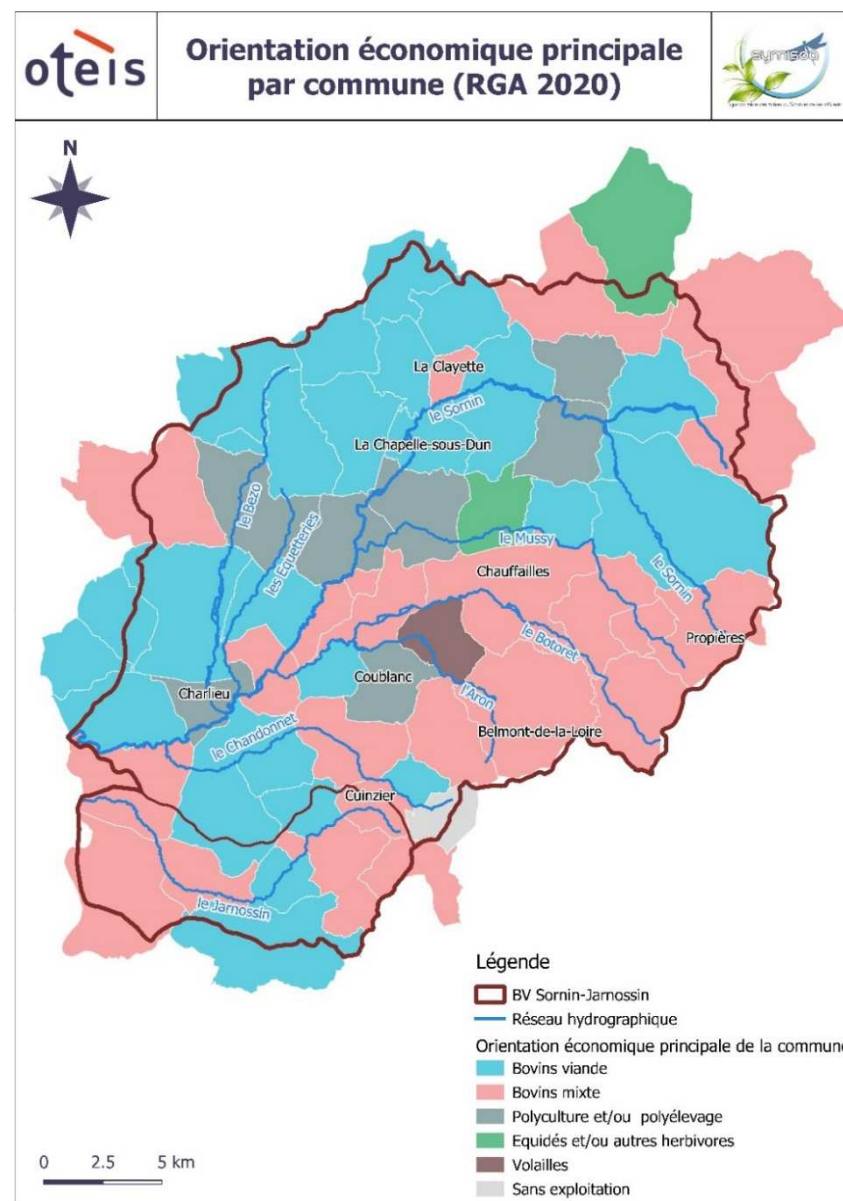 oteis
Orientation économique principale
par commune (RGA 2020)
symisoa
N
La Clayette
le Sornin
La Chapelle-sous-Dun
le Bezo
les Equetteries
le Mussy
Chauffailles
le Sornin
Propières
le Botoret
Coublanc
Charlieu
l'Aron
Belmont-de-la-Loire
le Chandonnet
Cuinzier
le Jarnossin
Légende
BV Sornin-Jarnossin
Réseau hydrographique
Orientation économique principale de la commune
Bovins viande
Bovins mixte
Polyculture et/ou polyélevage
Equidés et/ou autres herbivores
Volailles
Sans exploitation
0 2.5 5 km